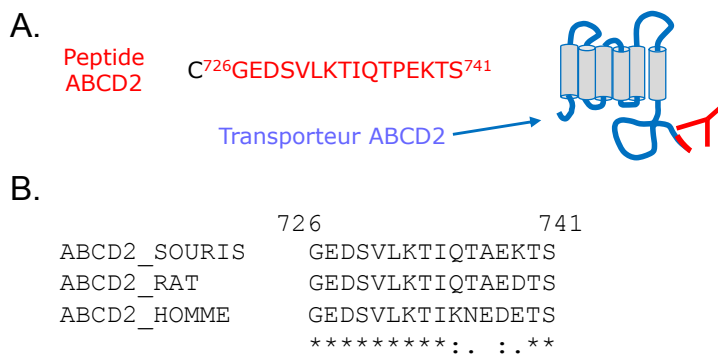 A.
Peptide
ABCD2
C⁷²⁶GEDSVLKTIQTPEKTS⁷⁴¹
Transporteur ABCD2
B.
726 741
ABCD2_SOURIS GEDSVLKTIQTAEKTS
ABCD2_RAT GEDSVLKTIQTAEDTS
ABCD2_HOMME GEDSVLKTIKNEDETS
*********:. :.**